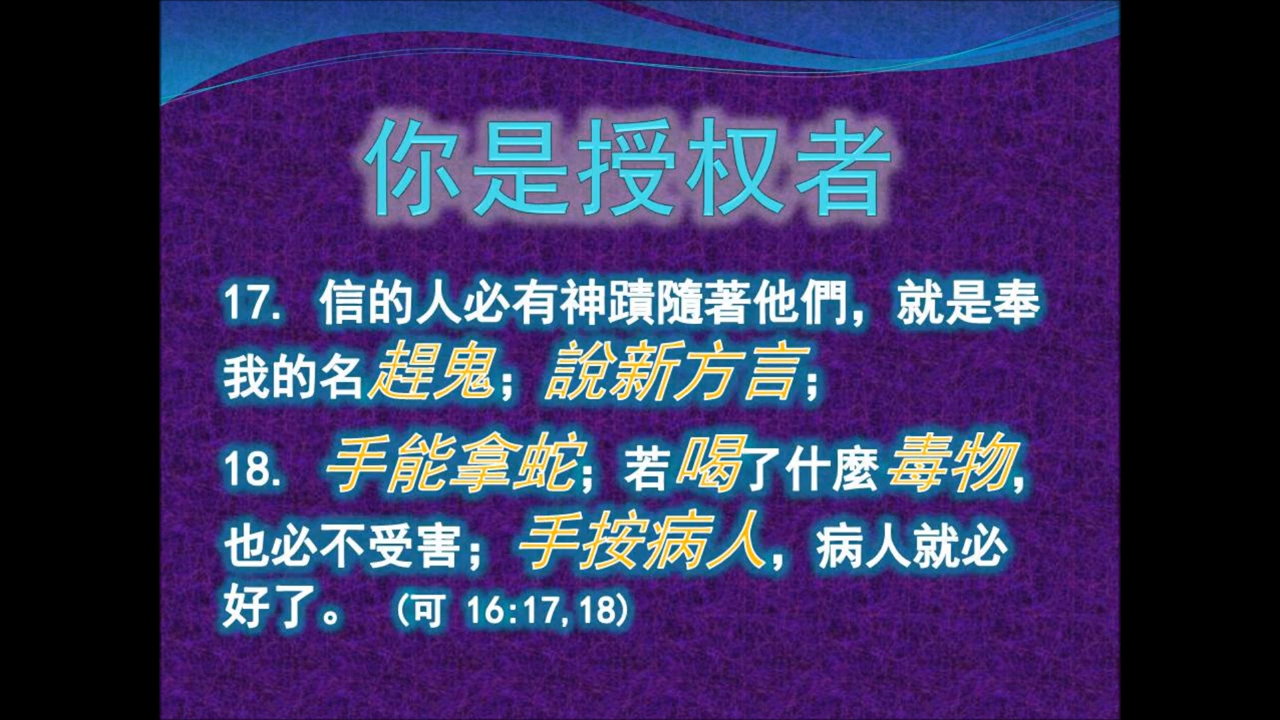 你是授权者
17. 信的人必有神蹟隨著他們，就是奉
我的名趕鬼；說新方言；
18. 手能拿蛇；若喝了什麼毒物，
也必不受害；手按病人，病人就必
好了。 (可 16:17,18)